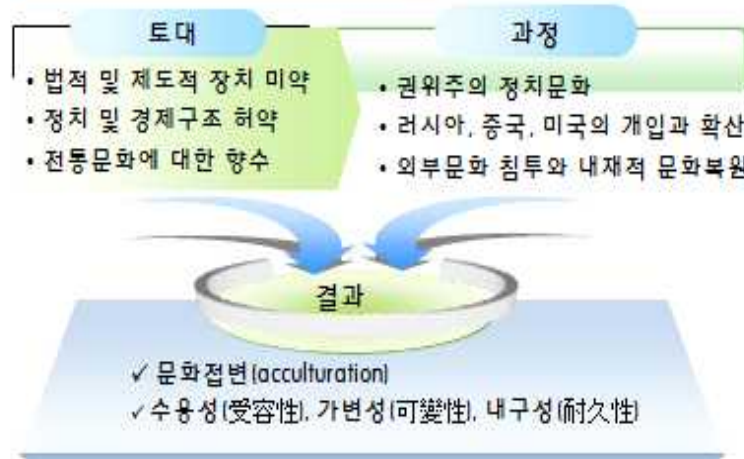 토대
• 법적 및 제도적 장치 미약
• 정치 및 경제구조 허약
• 전통문화에 대한 향수
과정
• 권위주의 정치문화
• 러시아, 중국, 미국의 개입과 확산
• 외부문화 침투와 내재적 문화복원
결과
✓ 문화접변(acculturation)
✓ 수용성(受容性), 가변성(可變性), 내구성(耐久性)